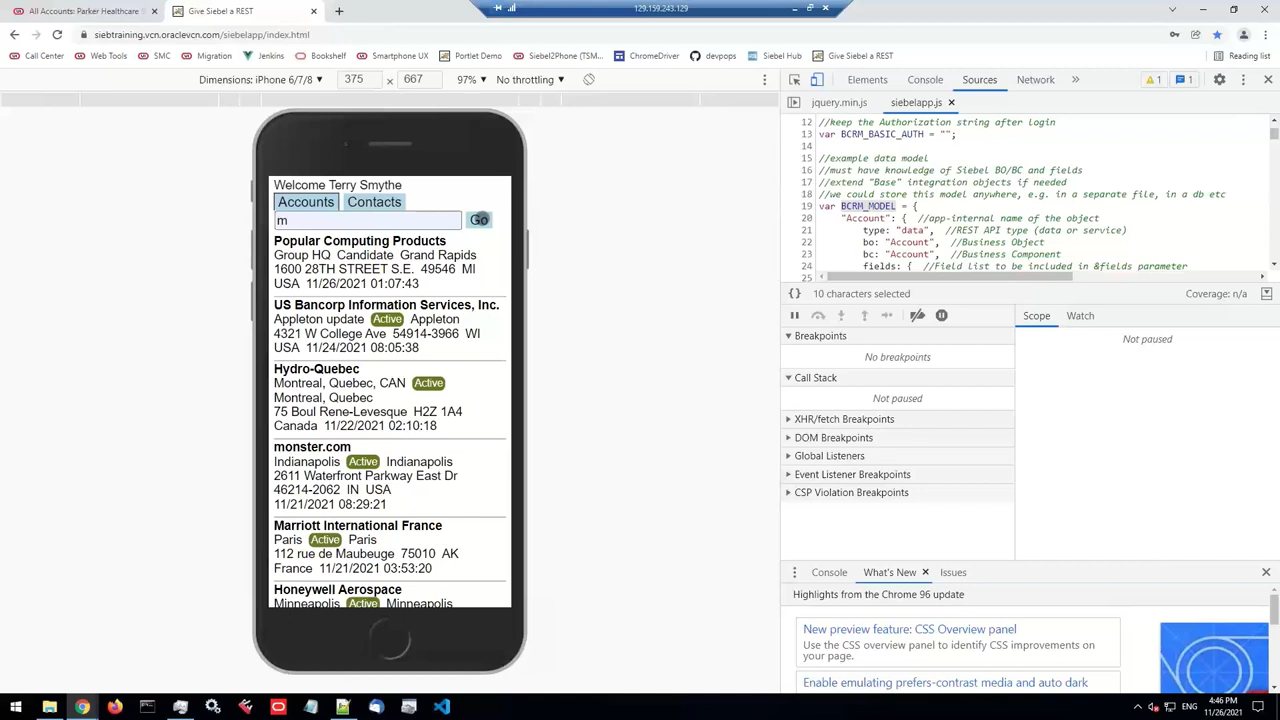 All Accounts: Parker Healthcare
Give Siebel a REST
129.159.243.129
siebtraining.vcn.oraclevcn.com/siebelapp/index.html
Call Center
Web Tools
SMC
Migration
Jenkins
Bookshelf
Smartphone UX
Portlet Demo
Siebel2Phone (TSM...
ChromeDriver
devpops
Siebel Hub
Give Siebel a REST
Reading list
Dimensions: iPhone 6/7/8 ▼
375
×
667
97% ▼
No throttling ▼
Elements
Console
Sources
Network
»
1
1
jquery.min.js
siebelapp.js
Welcome Terry Smythe
Accounts
Contacts
m
Go
Popular Computing Products
Group HQ Candidate Grand Rapids
1600 28TH STREET S.E. 49546 MI
USA 11/26/2021 01:07:43
US Bancorp Information Services, Inc.
Appleton update Active Appleton
4321 W College Ave 54914-3966 WI
USA 11/24/2021 08:05:38
Hydro-Quebec
Montreal, Quebec, CAN Active
Montreal, Quebec
75 Boul Rene-Levesque H2Z 1A4
Canada 11/22/2021 02:10:18
monster.com
Indianapolis Active Indianapolis
2611 Waterfront Parkway East Dr
46214-2062 IN USA
11/21/2021 08:29:21
Marriott International France
Paris Active Paris
112 rue de Maubeuge 75010 AK
France 11/21/2021 03:53:20
Honeywell Aerospace
Minneapolis Active Minneapolis
12 //keep the Authorization string after login
13 var BCRM_BASIC_AUTH = "";
14
15 //example data model
16 //must have knowledge of Siebel BO/BC and fields
17 //extend "Base" integration objects if needed
18 //we could store this model anywhere, e.g. in a separate file, in a db etc
19 var BCRM_MODEL = {
20 "Account": { //app-internal name of the object
21 type: "data", //REST API type (data or service)
22 bo: "Account", //Business Object
23 bc: "Account", //Business Component
24 fields: { //Field list to be included in &fields parameter
25
{} 10 characters selected
Coverage: n/a
Scope
Watch
Not paused
Breakpoints
No breakpoints
Call Stack
Not paused
XHR/fetch Breakpoints
DOM Breakpoints
Global Listeners
Event Listener Breakpoints
CSP Violation Breakpoints
Console
What's New
Issues
Highlights from the Chrome 96 update
New preview feature: CSS Overview panel
Use the CSS overview panel to identify CSS improvements on
your page.
Enable emulating prefers-contrast media and auto dark
ENG
4:46 PM
11/26/2021